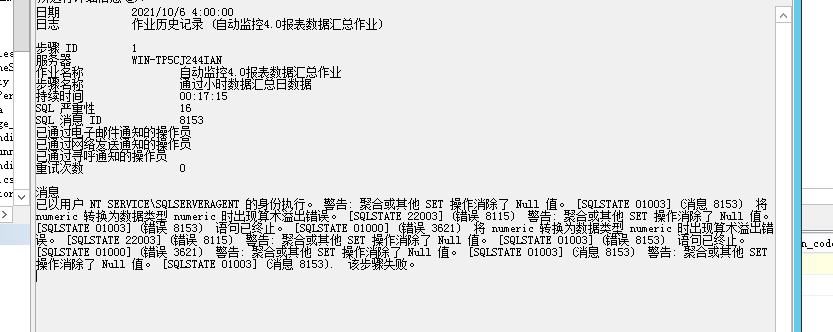 日期 2021/10/6 4:00:00
日志 作业历史记录 (自动监控4.0报表数据汇总作业)
步骤 ID 1
服务器 WIN-TP5CJ244IAN
作业名称 自动监控4.0报表数据汇总作业
步骤名称 通过小时数据汇总日数据
持续时间 00:17:15
SQL 严重性 16
SQL 消息 ID 8153
已通过电子邮件通知的操作员
已通过网络发送通知的操作员
已通过寻呼通知的操作员
重试次数 0
消息
已以用户 NT SERVICE\SQLSERVERAGENT 的身份执行。 警告: 聚合或其他 SET 操作消除了 Null 值。 [SQLSTATE 01003] (消息 8153) 将
numeric 转换为数据类型 numeric 时出现算术溢出错误。 [SQLSTATE 22003] (错误 8115) 警告: 聚合或其他 SET 操作消除了 Null 值。
[SQLSTATE 01003] (错误 8153) 语句已终止。 [SQLSTATE 01000] (错误 3621) 将 numeric 转换为数据类型 numeric 时出现算术溢出错
误。 [SQLSTATE 22003] (错误 8115) 警告: 聚合或其他 SET 操作消除了 Null 值。 [SQLSTATE 01003] (错误 8153) 语句已终止。
[SQLSTATE 01000] (错误 3621) 警告: 聚合或其他 SET 操作消除了 Null 值。 [SQLSTATE 01003] (消息 8153) 警告: 聚合或其他 SET
操作消除了 Null 值。 [SQLSTATE 01003] (消息 8153). 该步骤失败。